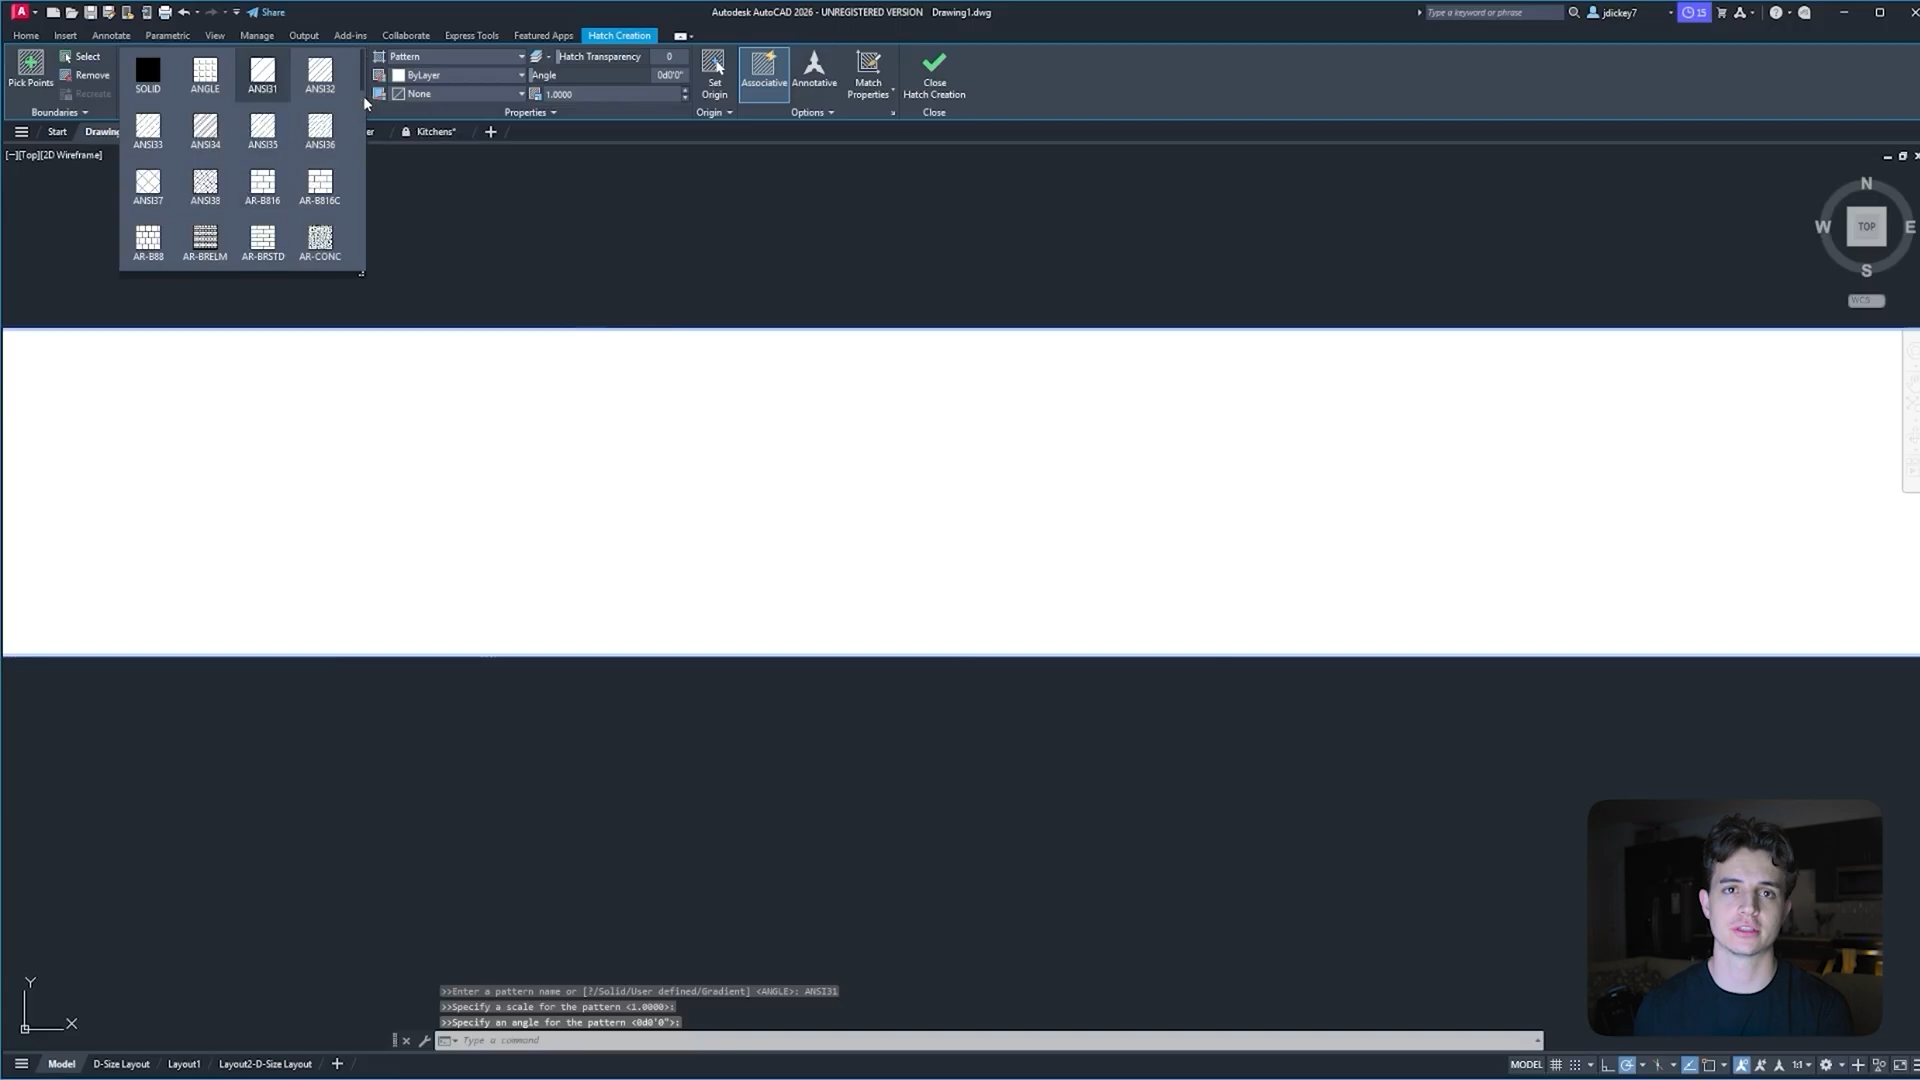 Share
Autodesk AutoCAD 2026 - UNREGISTERED VERSION Drawing1.dwg
Type a keyword or phrase
jdickey7
15
Home Insert Annotate Parametric View Manage Output Add-ins Collaborate Express Tools Featured Apps Hatch Creation
Pick Points
Select
Remove
Recreate
Boundaries
SOLID ANGLE ANSI31 ANSI32
ANSI33 ANSI34 ANSI35 ANSI36
ANSI37 ANSI38 AR-B816 AR-B816C
AR-B88 AR-BRELM AR-BRSTD AR-CONC
Pattern
ByLayer
None
Hatch Transparency 0
Angle 0d0'0"
1.0000
Properties
Set
Origin
Origin
Associative
Annotative
Match
Properties
Options
Close
Hatch Creation
Close
Start
Drawing
Kitchens*
[−][Top][2D Wireframe]
N
W TOP E
S
WCS
Y
X
>>Enter a pattern name or [?/Solid/User defined/Gradient] <ANGLE>: ANSI31
>>Specify a scale for the pattern <1.0000>:
>>Specify an angle for the pattern <0d0'0">:
Type a command
Model D-Size Layout Layout1 Layout2-D-Size Layout
MODEL
1:1